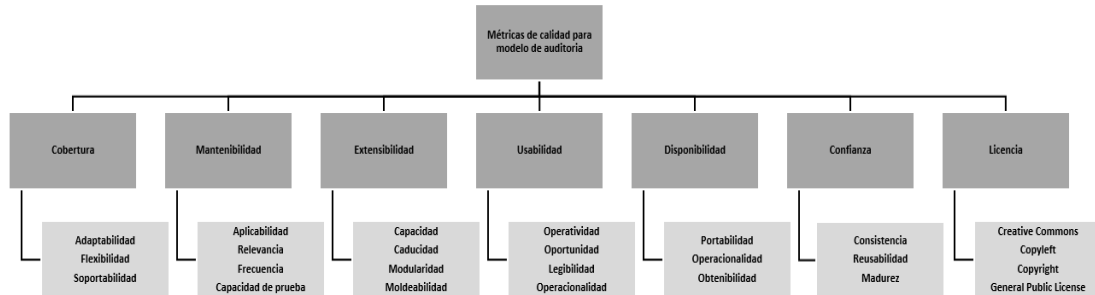 Métricas de calidad para
modelo de auditoria
Cobertura
Mantenibilidad
Extensibilidad
Usabilidad
Disponibilidad
Confianza
Licencia
Adaptabilidad
Flexibilidad
Soportabilidad
Aplicabilidad
Relevancia
Frecuencia
Capacidad de prueba
Capacidad
Caducidad
Modularidad
Moldeabilidad
Operatividad
Oportunidad
Legibilidad
Operacionalidad
Portabilidad
Operacionalidad
Obtenibilidad
Consistencia
Reusabilidad
Madurez
Creative Commons
Copyleft
Copyright
General Public License